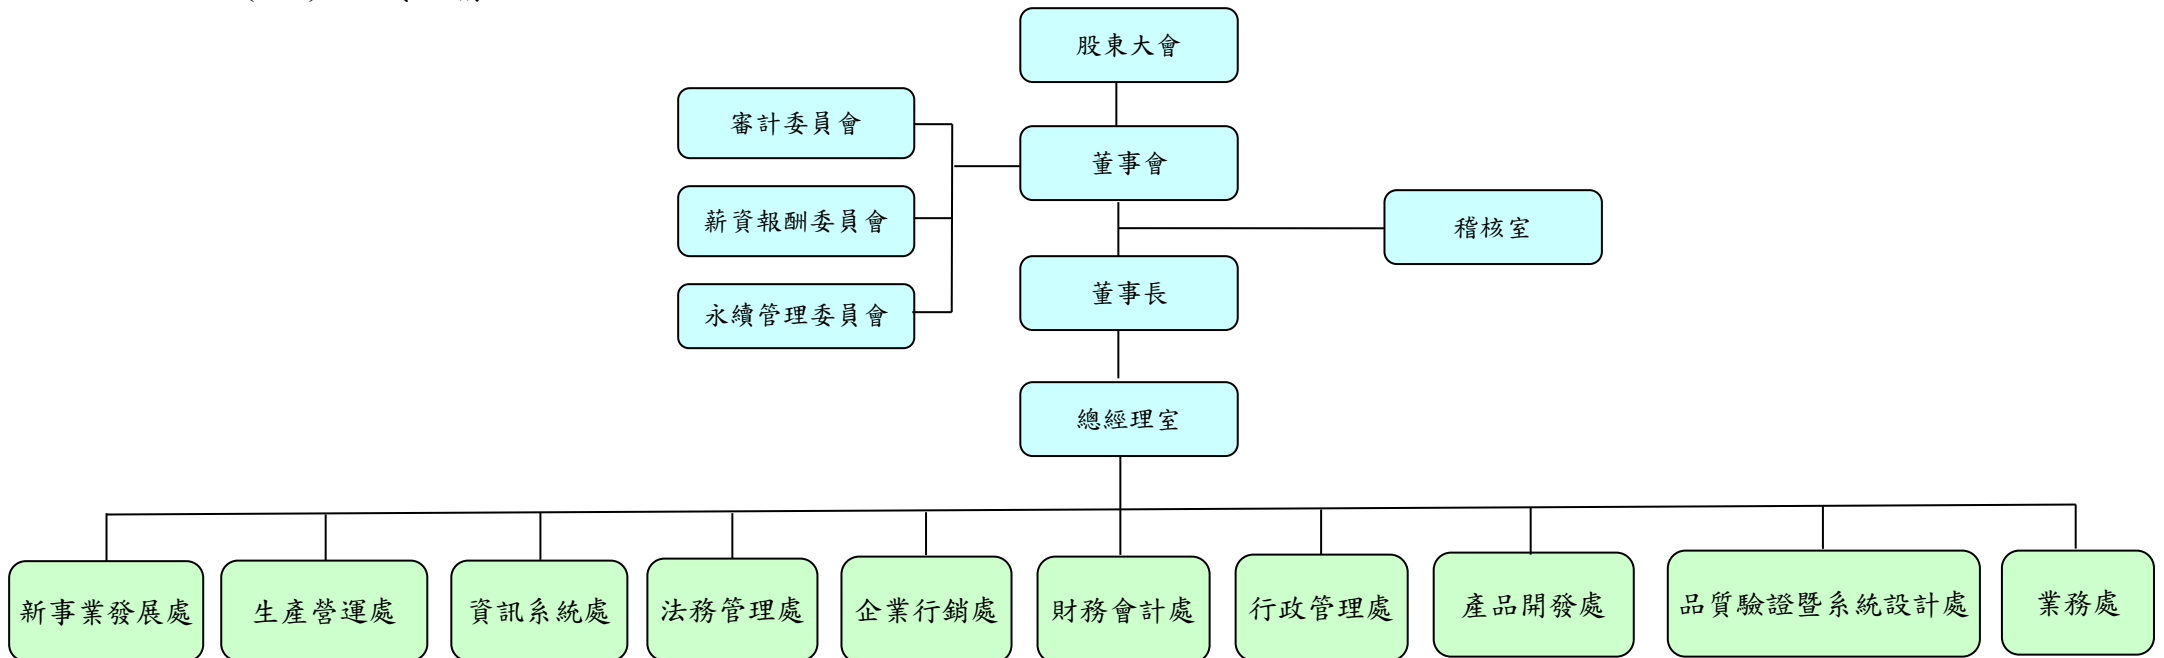 股東大會
審計委員會
董事會
薪資報酬委員會
稽核室
董事長
永續管理委員會
總經理室
新事業發展處
生產營運處
資訊系統處
法務管理處
企業行銷處
財務會計處
行政管理處
產品開發處
品質驗證暨系統設計處
業務處